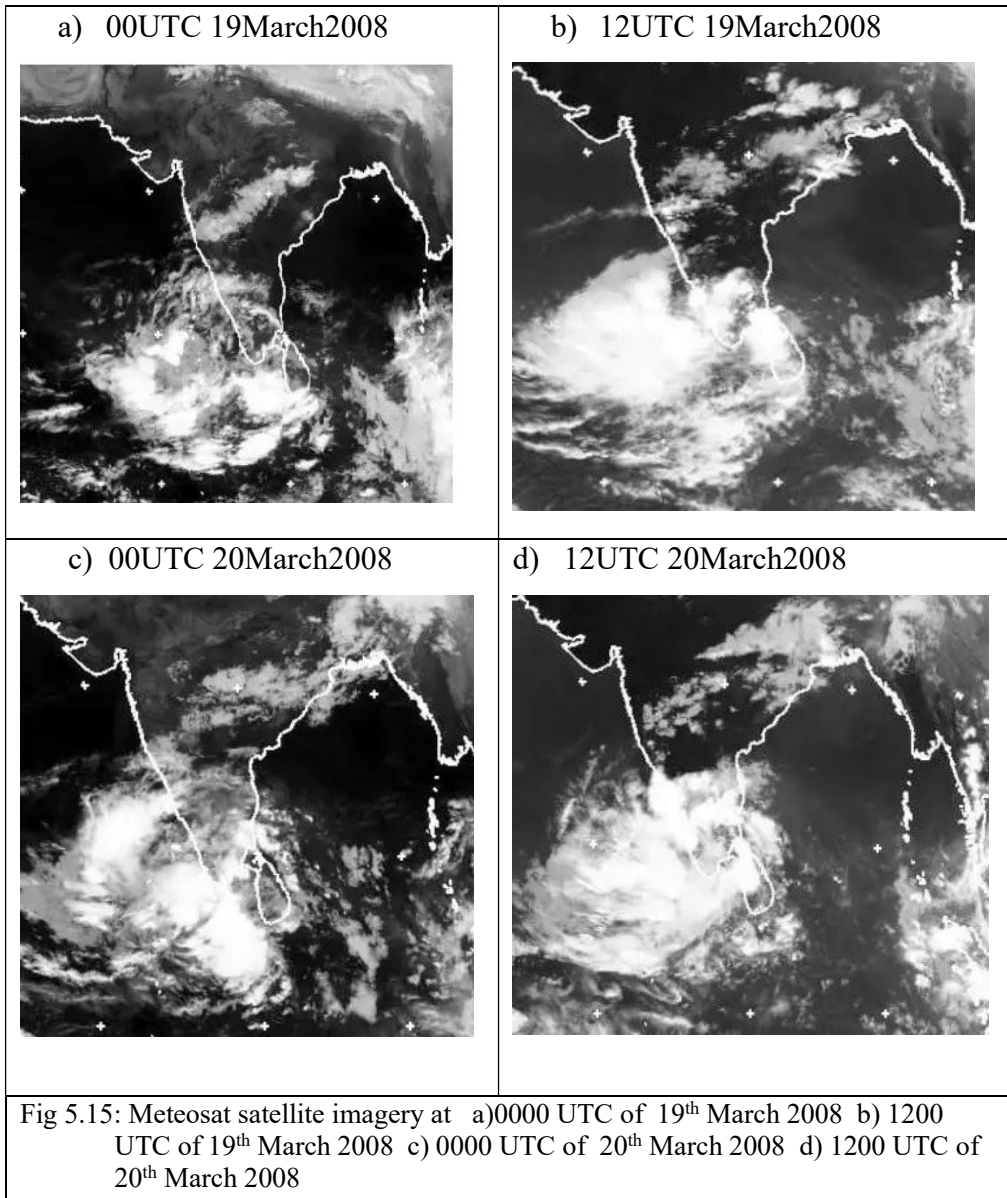 a) 00UTC 19March2008
b) 12UTC 19March2008
c) 00UTC 20March2008
d) 12UTC 20March2008
Fig 5.15: Meteosat satellite imagery at a)0000 UTC of 19th March 2008 b) 1200
UTC of 19th March 2008 c) 0000 UTC of 20th March 2008 d) 1200 UTC of
20th March 2008